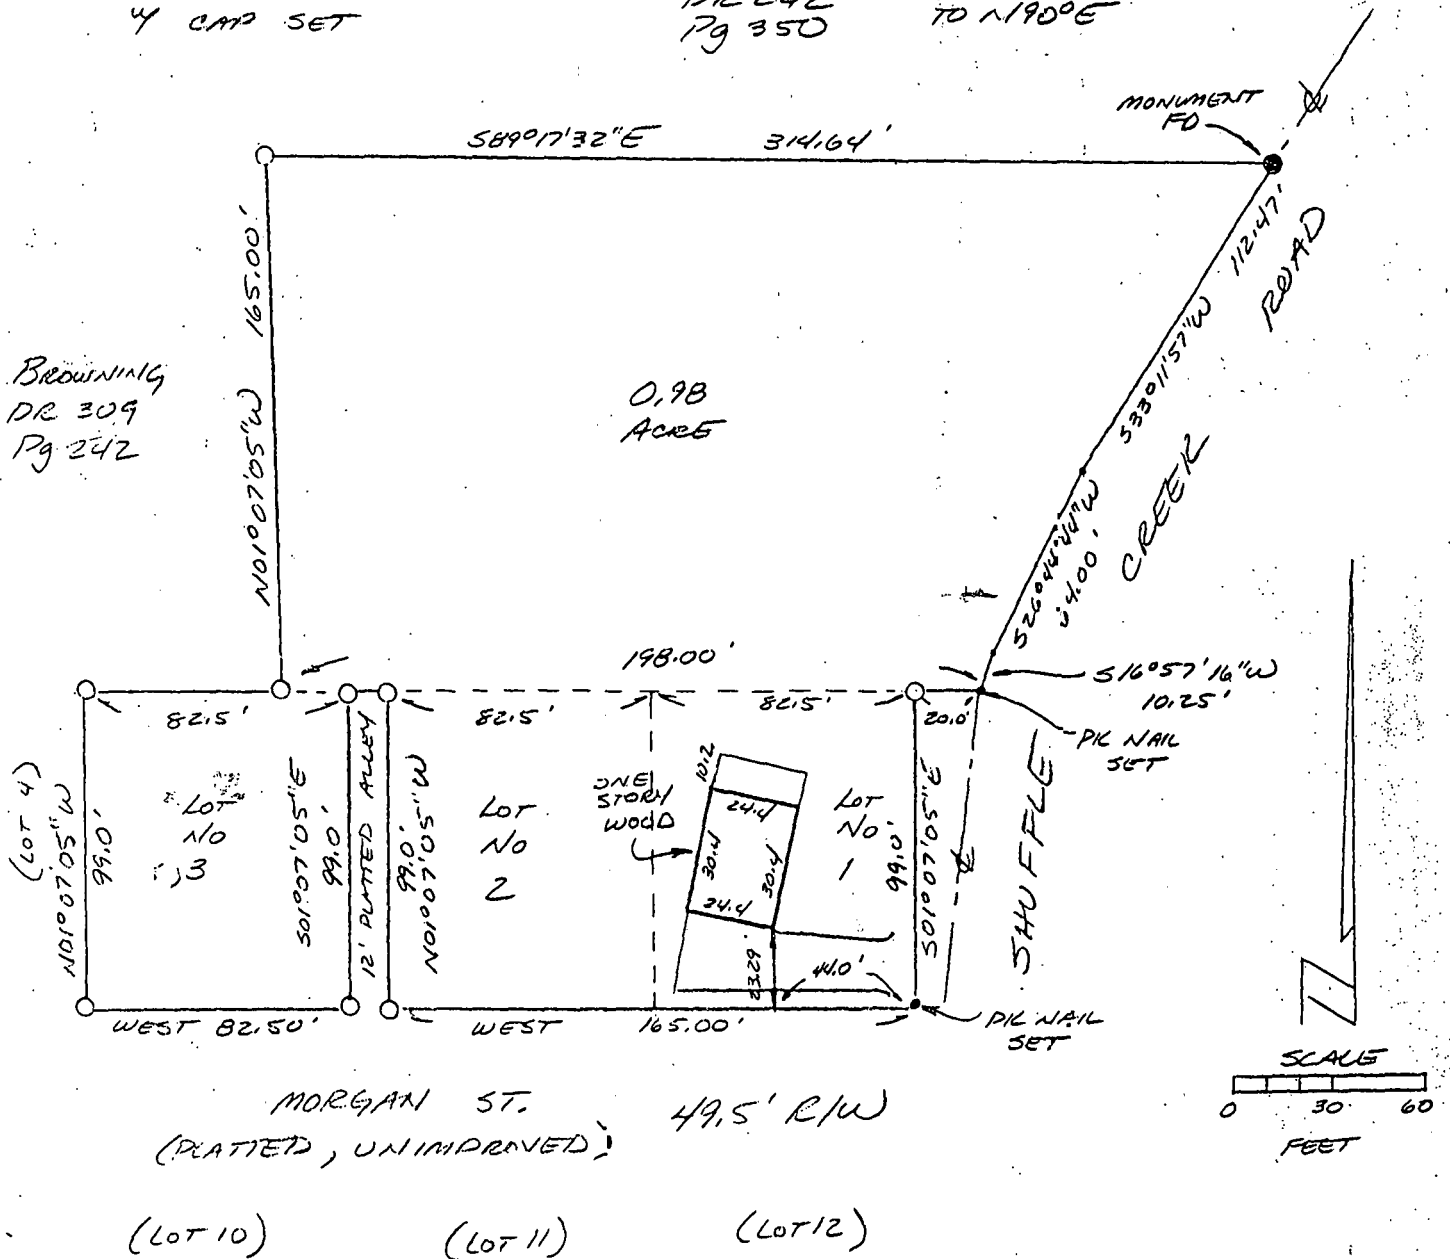 CAP SET
Pg 350
TO N90°E
MONUMENT
FD
S89°17'32"E 314.64'
N01°07'05"W 165.00'
S33°11'57"W 112.47'
BROWNING
DR 309
Pg 242
0.98
ACRE
S26°44'44"W
SHUFFLE CREEK ROAD
198.00'
S16°57'16"W
10.25'
PK NAIL
SET
82.5'
82.5'
82.5'
20.0'
(LOT 4)
N01°07'05"W
99.0'
LOT
NO
3
S01°07'05"E
99.0'
12' PLATTED ALLEY
99.0'
N01°07'05"W
LOT
NO
2
ONE
STORY
WOOD
10.2
24.4
30.4
30.4
24.4
LOT
NO
1
99.0'
S01°07'05"E
23.29'
44.0'
WEST 82.50'
WEST 165.00'
PK NAIL
SET
MORGAN ST. 49.5' R/W
(PLATTED, UNIMPROVED)
SCALE
0 30 60
FEET
(LOT 10)
(LOT 11)
(LOT 12)